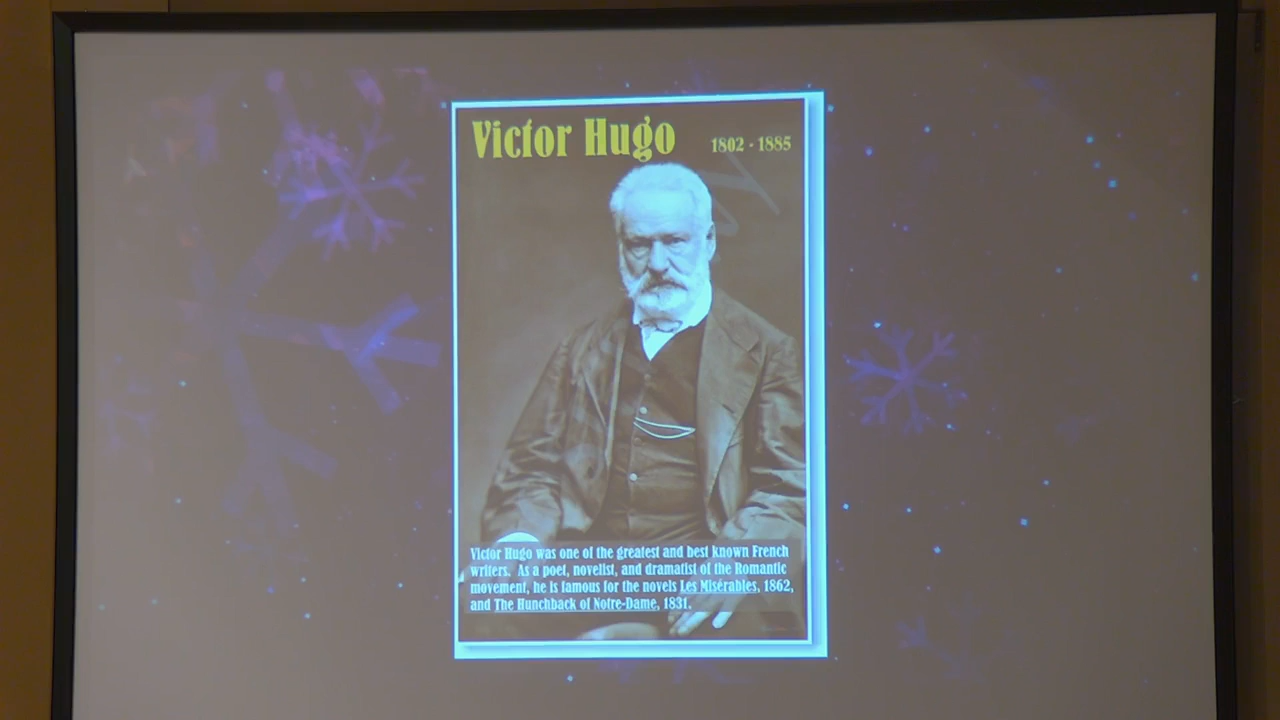 Victor Hugo 1802 - 1885
Victor Hugo was one of the greatest and best known French
writers. As a poet, novelist, and dramatist of the Romantic
movement, he is famous for the novels Les Misérables, 1862,
and The Hunchback of Notre-Dame, 1831.